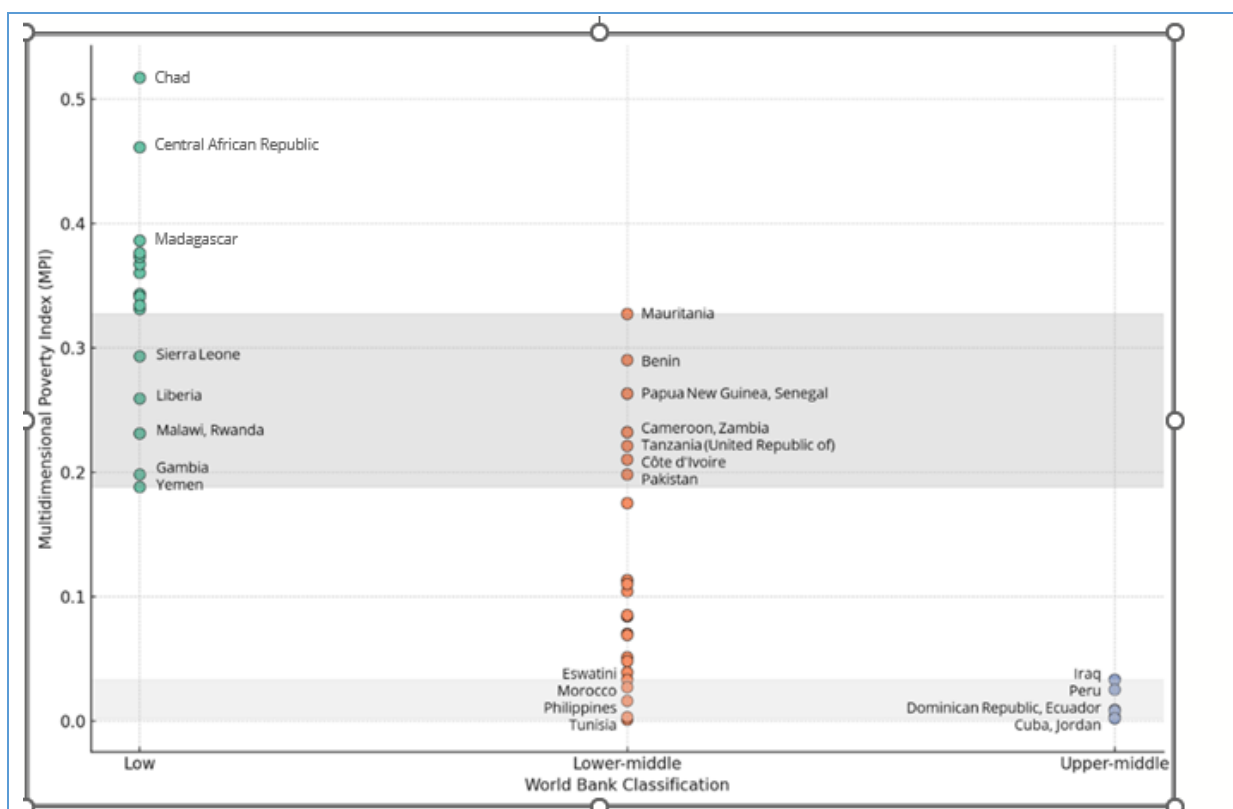 Chad
0.5
Central African Republic
0.4
Madagascar
Mauritania
0.3
Sierra Leone
Benin
Liberia
Papua New Guinea, Senegal
Malawi, Rwanda
Cameroon, Zambia
Tanzania (United Republic of)
Gambia
Côte d'Ivoire
0.2
Yemen
Pakistan
Multidimensional Poverty Index (MPI)
0.1
Eswatini
Iraq
Morocco
Peru
Philippines
Dominican Republic, Ecuador
0.0
Tunisia
Cuba, Jordan
Low
Lower-middle
Upper-middle
World Bank Classification